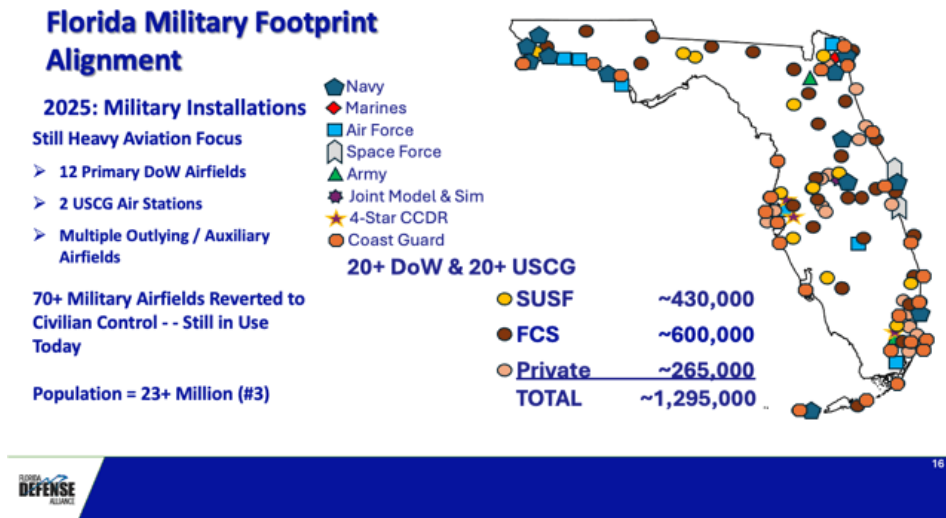 Florida Military Footprint
Alignment
2025: Military Installations
Still Heavy Aviation Focus
➢ 12 Primary DoW Airfields
➢ 2 USCG Air Stations
➢ Multiple Outlying / Auxiliary
Airfields
70+ Military Airfields Reverted to
Civilian Control - - Still in Use
Today
Population = 23+ Million (#3)
Navy
Marines
Air Force
Space Force
Army
Joint Model & Sim
4-Star CCDR
Coast Guard
20+ DoW & 20+ USCG
SUSF ~430,000
FCS ~600,000
Private ~265,000
TOTAL ~1,295,000
16
FLORIDA
DEFENSE
ALLIANCE